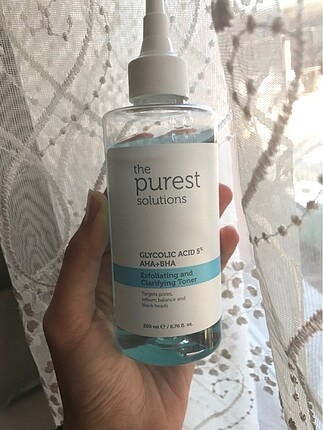 the
purest
solutions
GLYCOLIC ACID 5%
AHA+BHA
Exfoliating and
Clarifying Toner
Targets pores,
sebum balance and
black heads
200 ml ℮ / 6.76 fl. oz.